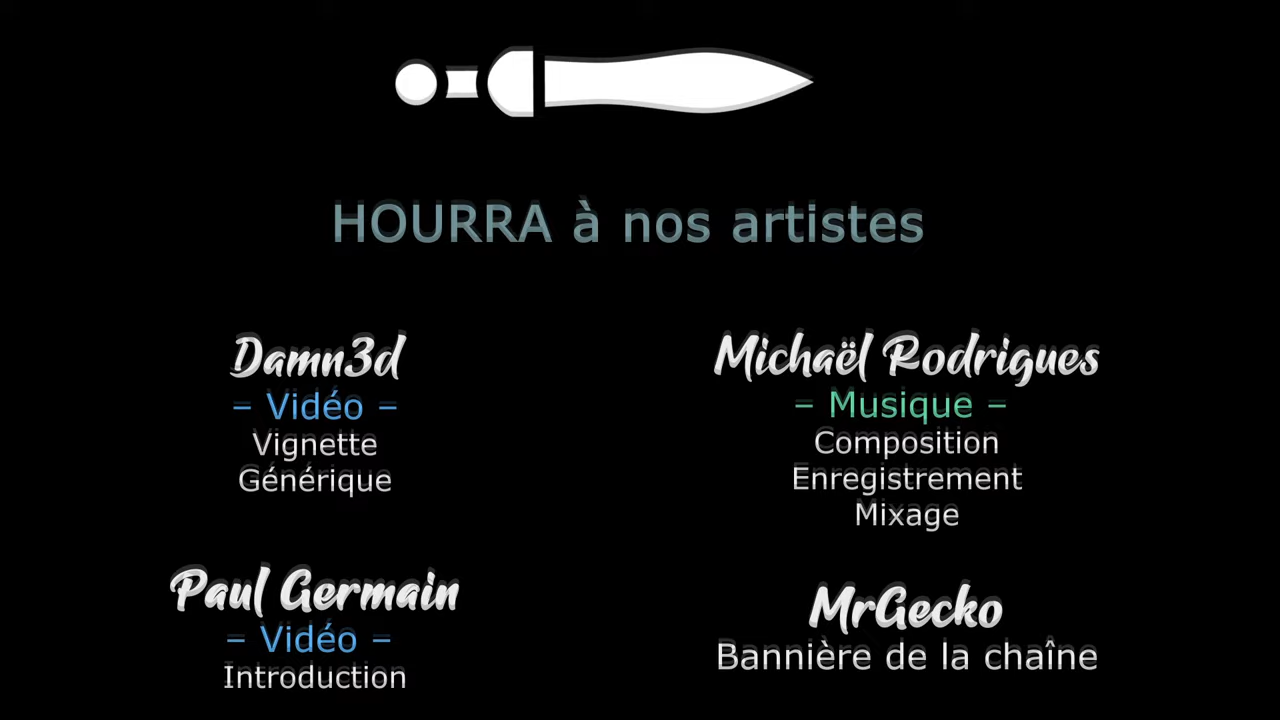 HOURRA à nos artistes
Damn3d
– Vidéo –
Vignette
Générique
Michaël Rodrigues
– Musique –
Composition
Enregistrement
Mixage
Paul Germain
– Vidéo –
Introduction
MrGecko
Bannière de la chaîne